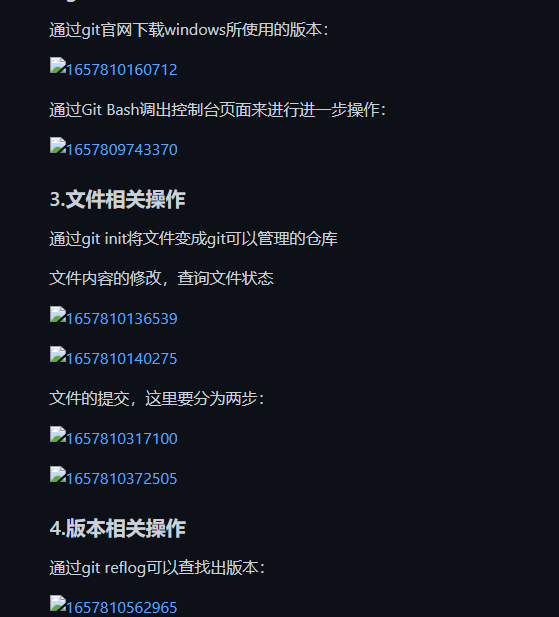 通过git官网下载windows所使用的版本：
1657810160712
通过Git Bash调出控制台页面来进行进一步操作：
1657809743370
3.文件相关操作
通过git init将文件变成git可以管理的仓库
文件内容的修改，查询文件状态
1657810136539
1657810140275
文件的提交，这里要分为两步：
1657810317100
1657810372505
4.版本相关操作
通过git reflog可以查找出版本：
1657810562965